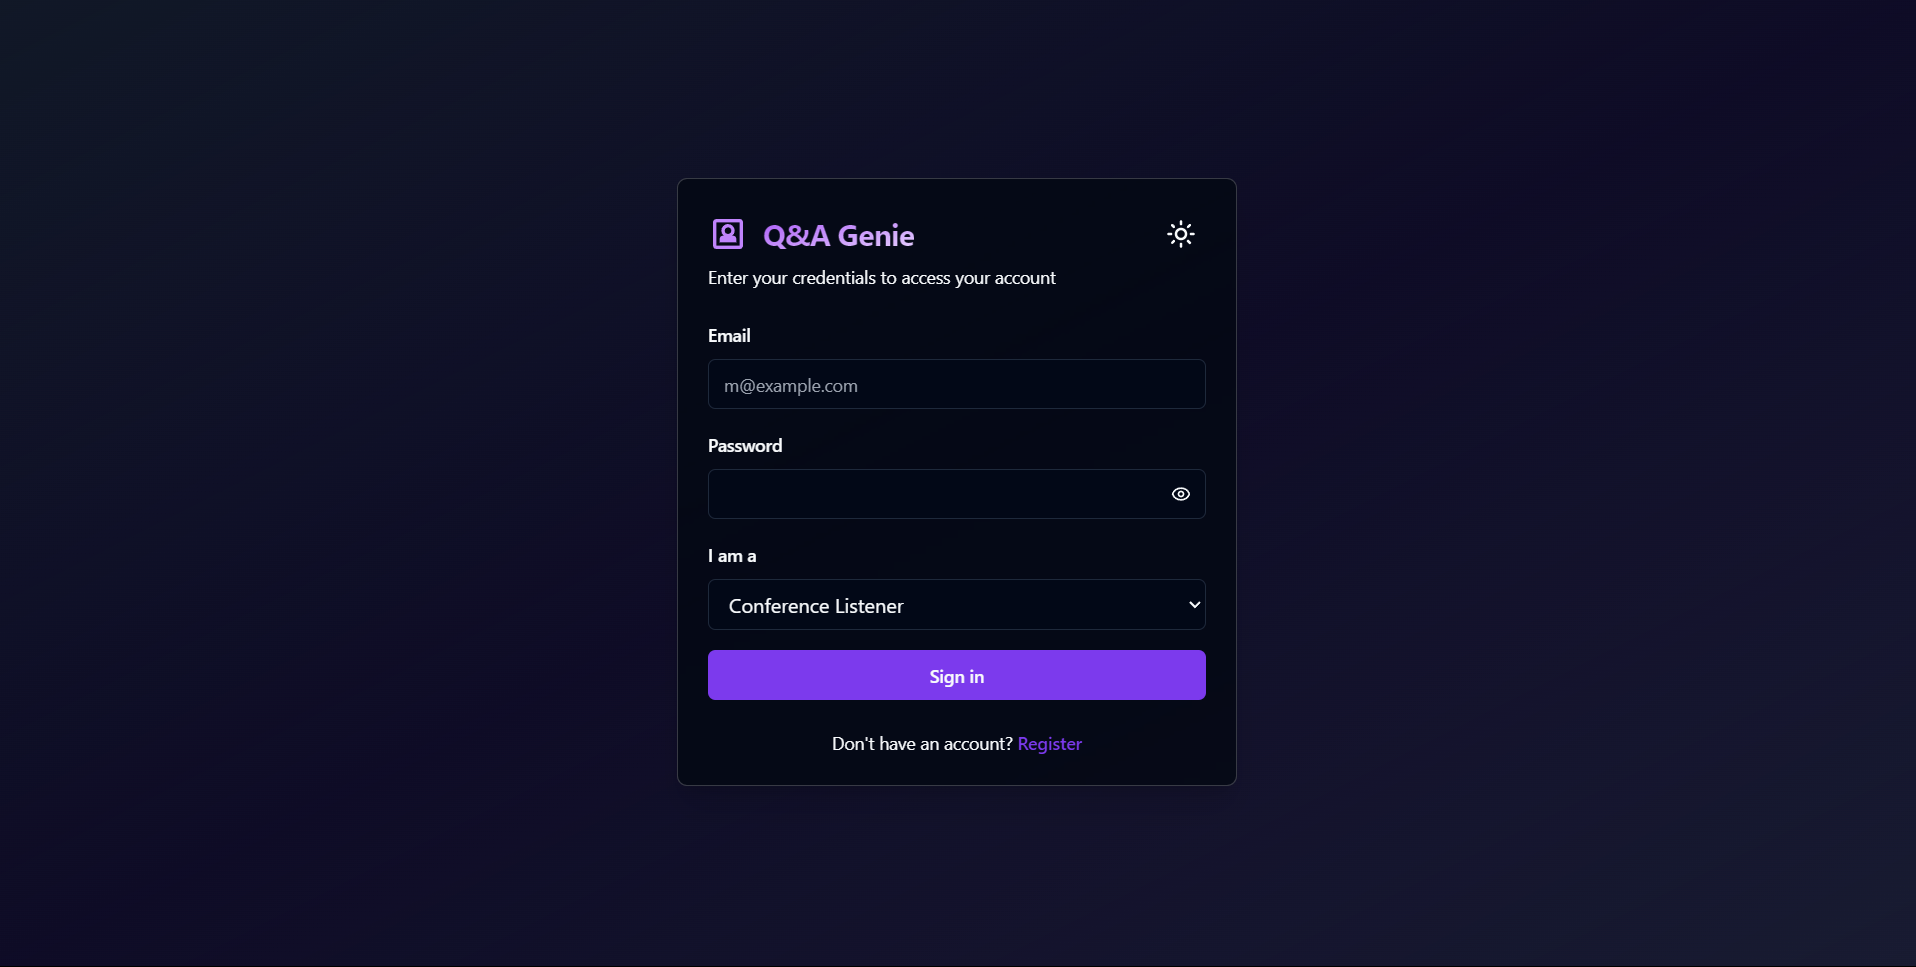 Q&A Genie
Enter your credentials to access your account
Email
m@example.com
Password
I am a
Conference Listener
Sign in
Don't have an account? Register